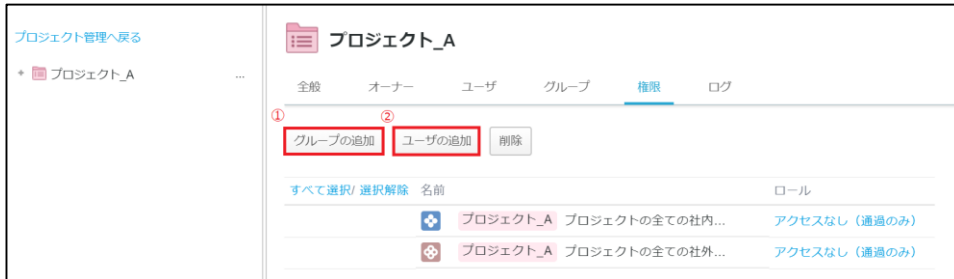 プロジェクト管理へ戻る
プロジェクト_A
...
プロジェクト_A
全般 オーナー ユーザ グループ 権限 ログ
① ②
グループの追加 ユーザの追加 削除
すべて選択/ 選択解除 名前 ロール
プロジェクト_A プロジェクトの全ての社内... アクセスなし（通過のみ）
プロジェクト_A プロジェクトの全ての社外... アクセスなし（通過のみ）